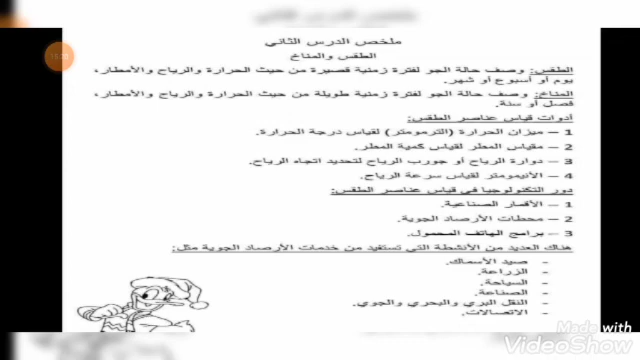 ملخص الدرس الثاني
الطقس والمناخ
الطقس: وصف حالة الجو لفترة زمنية قصيرة من حيث الحرارة والرياح والأمطار،
يوم أو أسبوع أو شهر.
المناخ: وصف حالة الجو لفترة زمنية طويلة من حيث الحرارة والرياح والأمطار،
فصل أو سنة.
أدوات قياس عناصر الطقس:
1 – ميزان الحرارة (الترمومتر) لقياس درجة الحرارة.
2 – مقياس المطر لقياس كمية المطر.
3 – دوارة الرياح أو جورب الرياح لتحديد اتجاه الرياح.
4 – الأنيمومتر لقياس سرعة الرياح.
دور التكنولوجيا في قياس عناصر الطقس:
1 – الأقمار الصناعية.
2 – محطات الأرصاد الجوية.
3 – برامج الهاتف المحمول.
هناك العديد من الأنشطة التي تستفيد من خدمات الأرصاد الجوية مثل:
- صيد الأسماك.
- الزراعة.
- السياحة.
- الصناعة.
- النقل البري والبحري والجوي.
- الاتصالات.
Made with
VideoShow